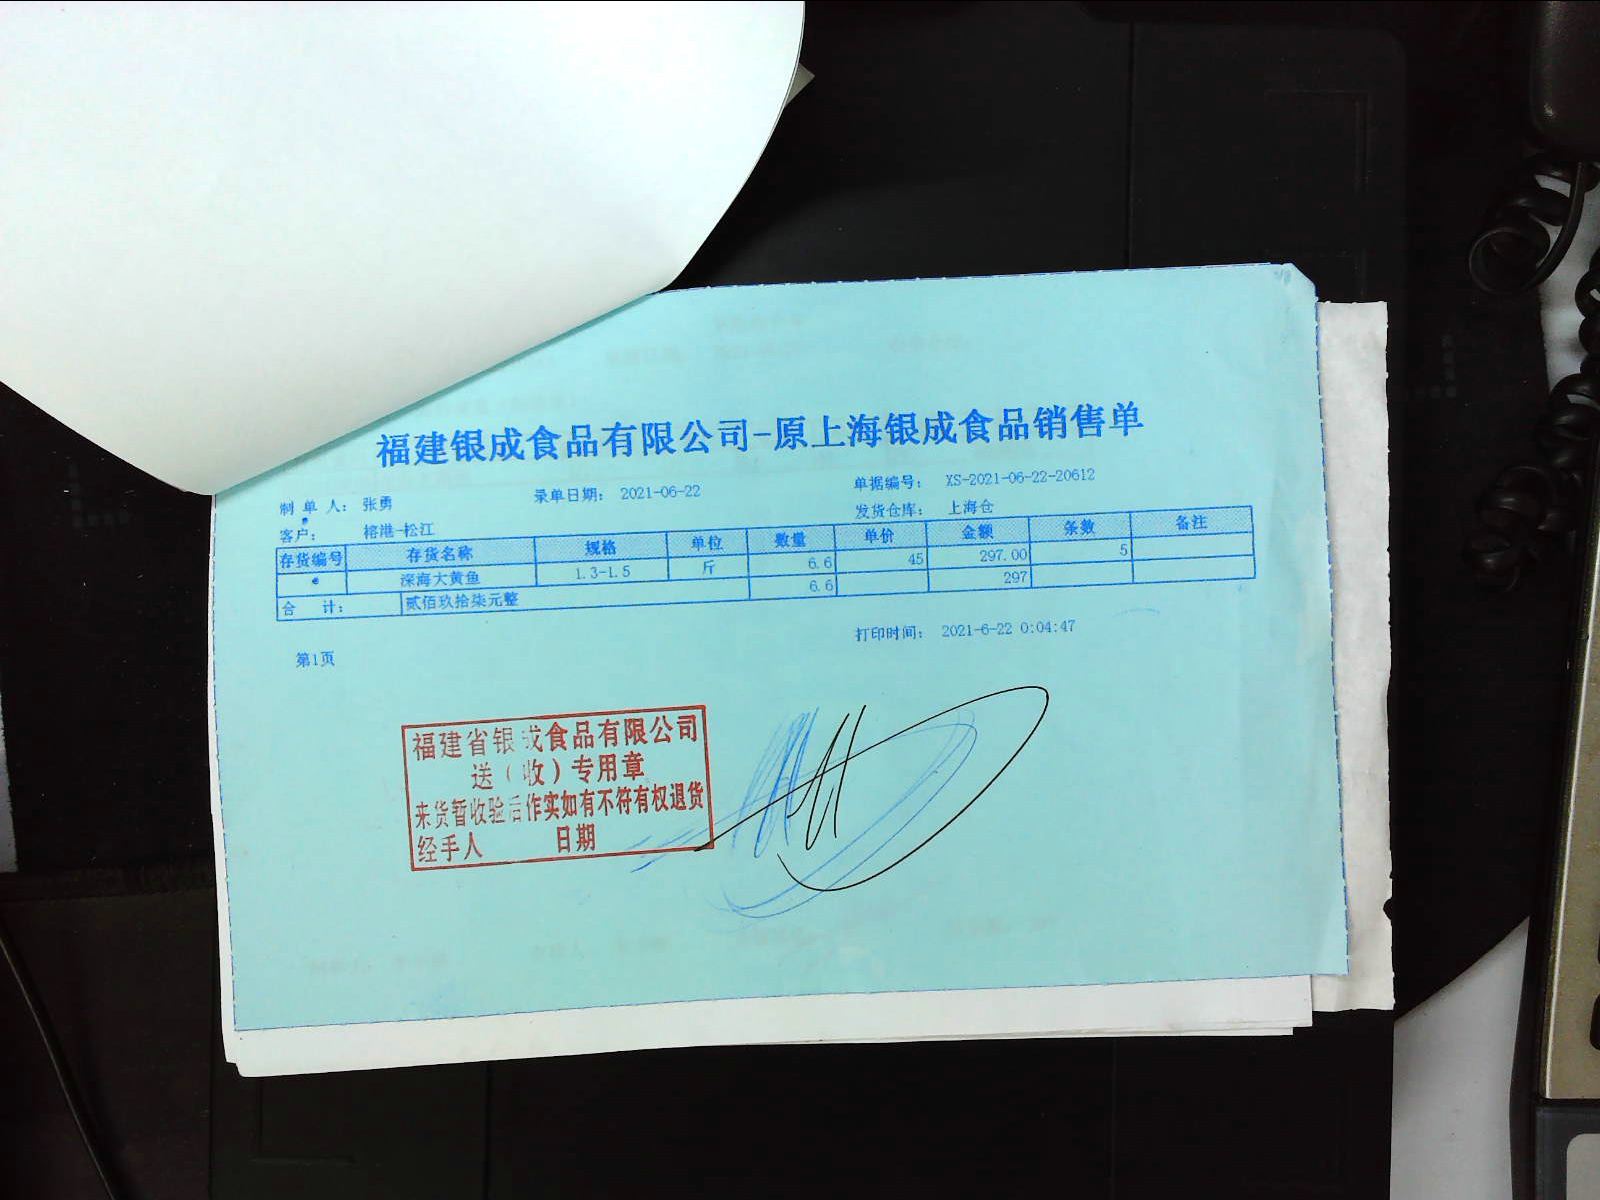 福建银成食品有限公司-原上海银成食品销售单
制 单 人： 张勇 录单日期： 2021-06-22 单据编号： XS-2021-06-22-20612
客户： 榕港-松江 发货仓库： 上海仓
存货编号 存货名称 规格 单位 数量 单价 金额 条数 备注
深海大黄鱼 1.3-1.5 斤 6.6 45 297.00 5
合 计： 贰佰玖拾柒元整 6.6 297
打印时间： 2021-6-22 0:04:47
第1页
福建省银成食品有限公司
送（收）专用章
来货暂收验后作实如有不符有权退货
经手人 日期